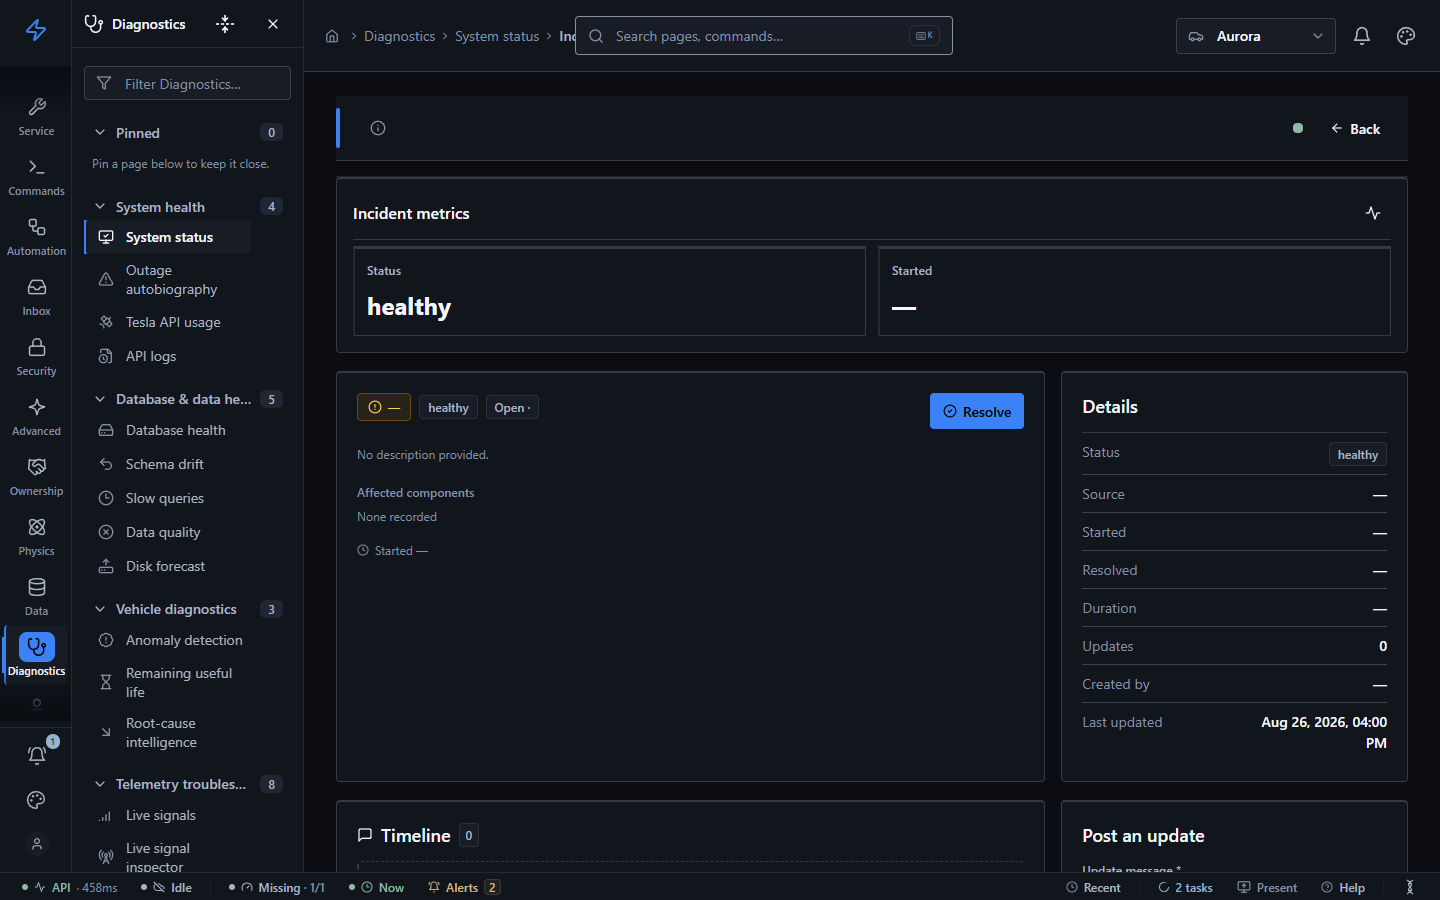 Diagnostics
Diagnostics
System status
Search pages, commands...
K
Aurora
Filter Diagnostics...
Pinned
0
Pin a page below to keep it close.
System health
4
System status
Outage
autobiography
Tesla API usage
API logs
Database & data he...
5
Database health
Schema drift
Slow queries
Data quality
Disk forecast
Vehicle diagnostics
3
Anomaly detection
Remaining useful
life
Root-cause
intelligence
Telemetry troubles...
8
Live signals
Live signal
inspector
Service
Commands
Automation
Inbox
Security
Advanced
Ownership
Physics
Data
Diagnostics
1
Back
Incident metrics
Status
healthy
Started
—
—
healthy
Open ·
Resolve
No description provided.
Affected components
None recorded
Started —
Details
Status
healthy
Source
—
Started
—
Resolved
—
Duration
—
Updates
0
Created by
—
Last updated
Aug 26, 2026, 04:00
PM
Timeline
0
Post an update
Update message *
API · 458ms
Idle
Missing · 1/1
Now
Alerts 2
Recent
2 tasks
Present
Help